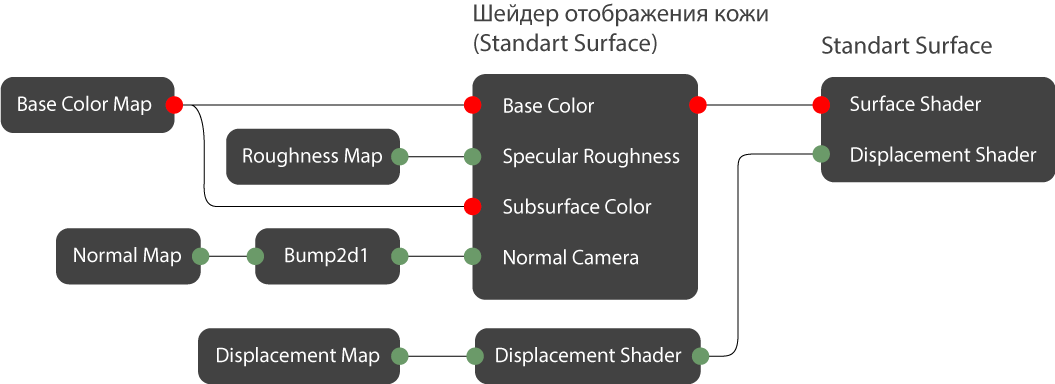 Шейдер отображения кожи
(Standart Surface)
Standart Surface
Base Color Map
Base Color
Surface Shader
Roughness Map
Specular Roughness
Displacement Shader
Subsurface Color
Normal Map
Bump2d1
Normal Camera
Displacement Map
Displacement Shader